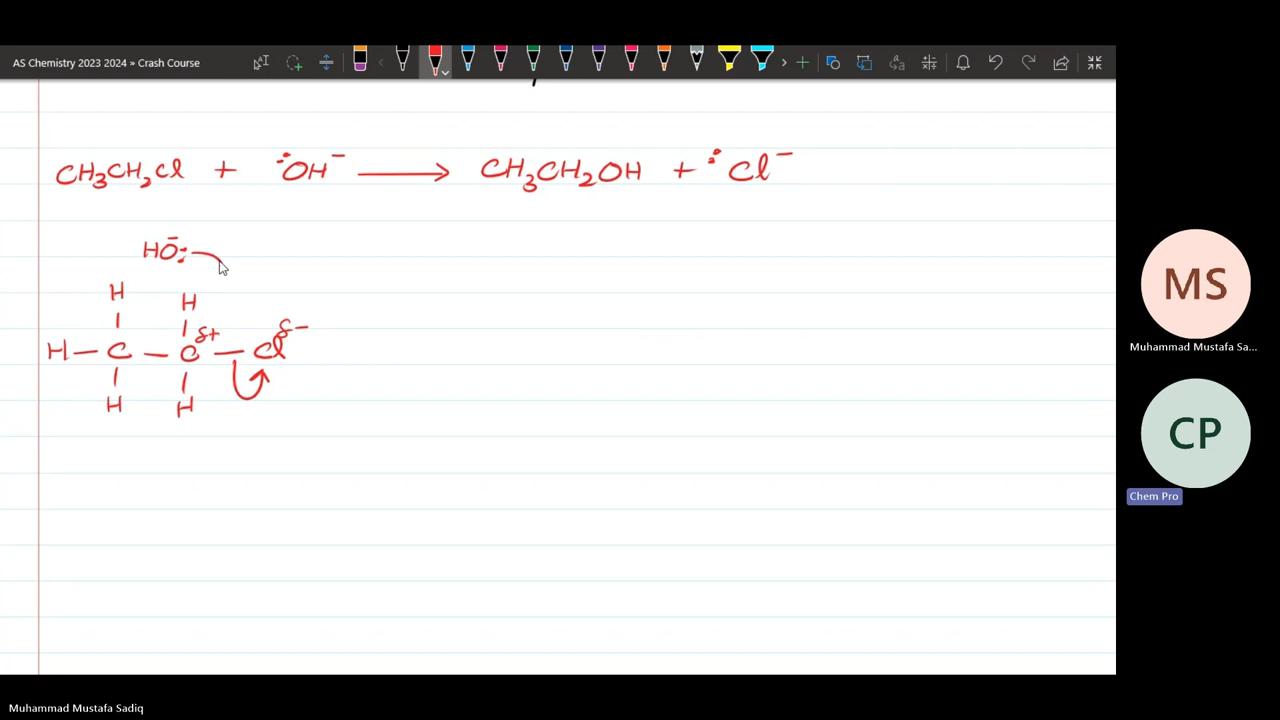 AS Chemistry 2023 2024 » Crash Course
CH₃CH₂Cl + :OH⁻ → CH₃CH₂OH + :Cl⁻
HO⁻:
H H
H — C — C δ+ — Cl δ−
H H
MS
Muhammad Mustafa Sa...
CP
Chem Pro
Muhammad Mustafa Sadiq